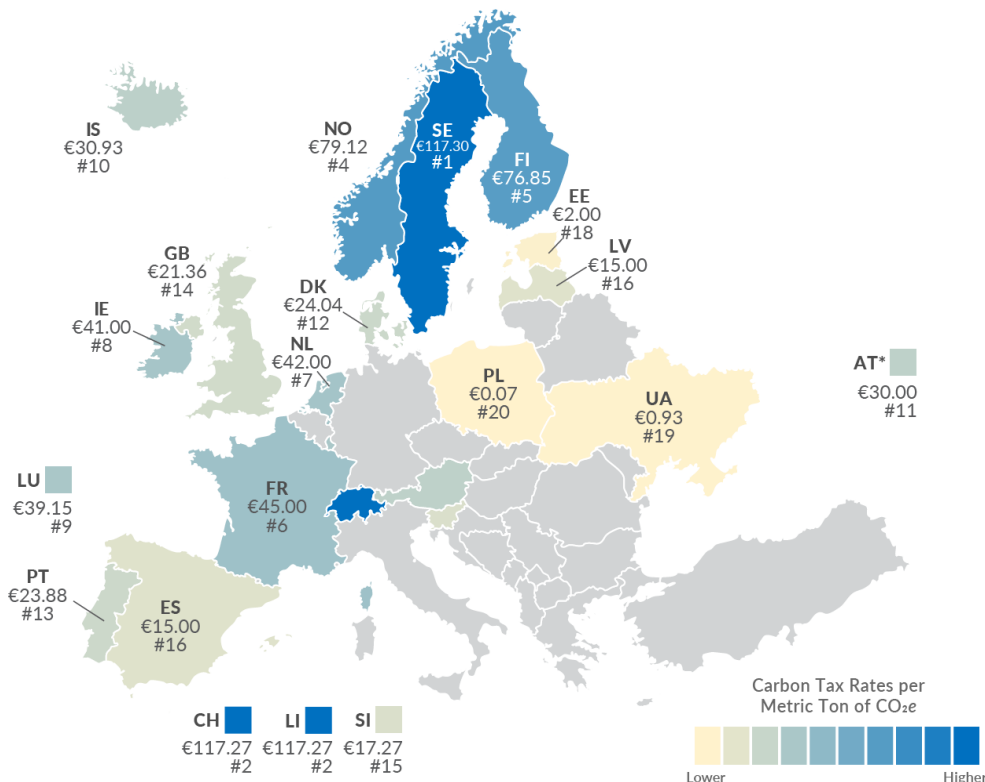 IS
€30.93
#10
NO
€79.12
#4
SE
€117.30
#1
FI
€76.85
#5
EE
€2.00
#18
LV
€15.00
#16
GB
€21.36
#14
IE
€41.00
#8
DK
€24.04
#12
NL
€42.00
#7
PL
€0.07
#20
UA
€0.93
#19
AT*
€30.00
#11
LU
€39.15
#9
FR
€45.00
#6
PT
€23.88
#13
ES
€15.00
#16
CH
€117.27
#2
LI
€117.27
#2
SI
€17.27
#15
Carbon Tax Rates per
Metric Ton of CO₂e
Lower
Higher